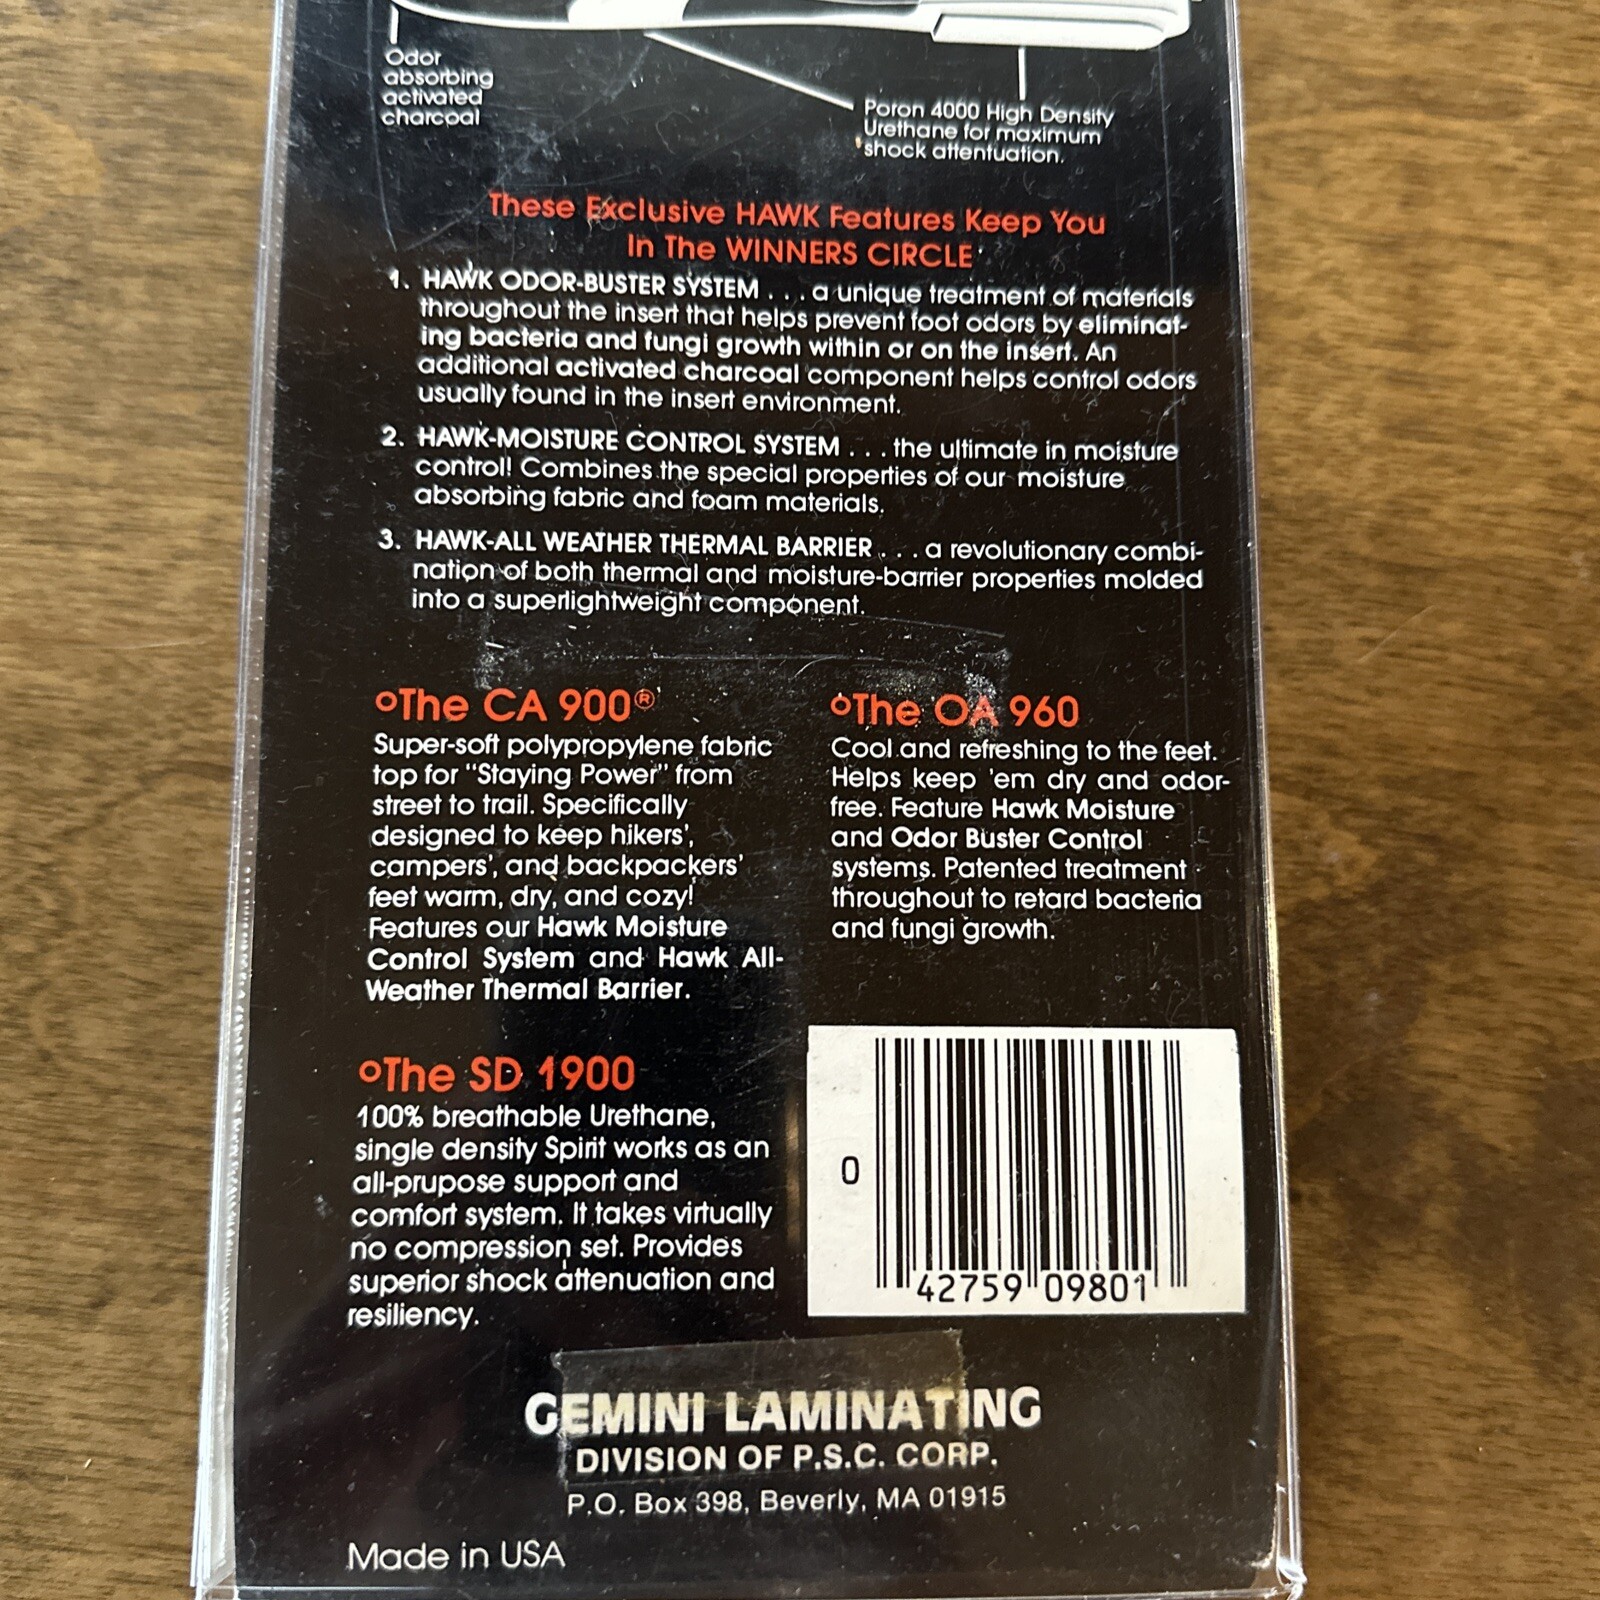 Odor
absorbing
activated
charcoal
Poron 4000 High Density
Urethane for maximum
shock attentuation.
These Exclusive HAWK Features Keep You
In The WINNERS CIRCLE
1. HAWK ODOR-BUSTER SYSTEM . . . a unique treatment of materials
throughout the insert that helps prevent foot odors by eliminat-
ing bacteria and fungi growth within or on the insert. An
additional activated charcoal component helps control odors
usually found in the insert environment.
2. HAWK-MOISTURE CONTROL SYSTEM . . . the ultimate in moisture
control! Combines the special properties of our moisture
absorbing fabric and foam materials.
3. HAWK-ALL WEATHER THERMAL BARRIER . . . a revolutionary combi-
nation of both thermal and moisture-barrier properties molded
into a superlightweight component.
The CA 900®
Super-soft polypropylene fabric
top for "Staying Power" from
street to trail. Specifically
designed to keep hikers',
campers', and backpackers'
feet warm, dry, and cozy!
Features our Hawk Moisture
Control System and Hawk All-
Weather Thermal Barrier.
The OA 960
Cool and refreshing to the feet.
Helps keep 'em dry and odor-
free. Feature Hawk Moisture
and Odor Buster Control
systems. Patented treatment
throughout to retard bacteria
and fungi growth.
The SD 1900
100% breathable Urethane,
single density Spirit works as an
all-prupose support and
comfort system. It takes virtually
no compression set. Provides
superior shock attenuation and
resiliency.
0 42759 09801
GEMINI LAMINATING
DIVISION OF P.S.C. CORP.
P.O. Box 398, Beverly, MA 01915
Made in USA